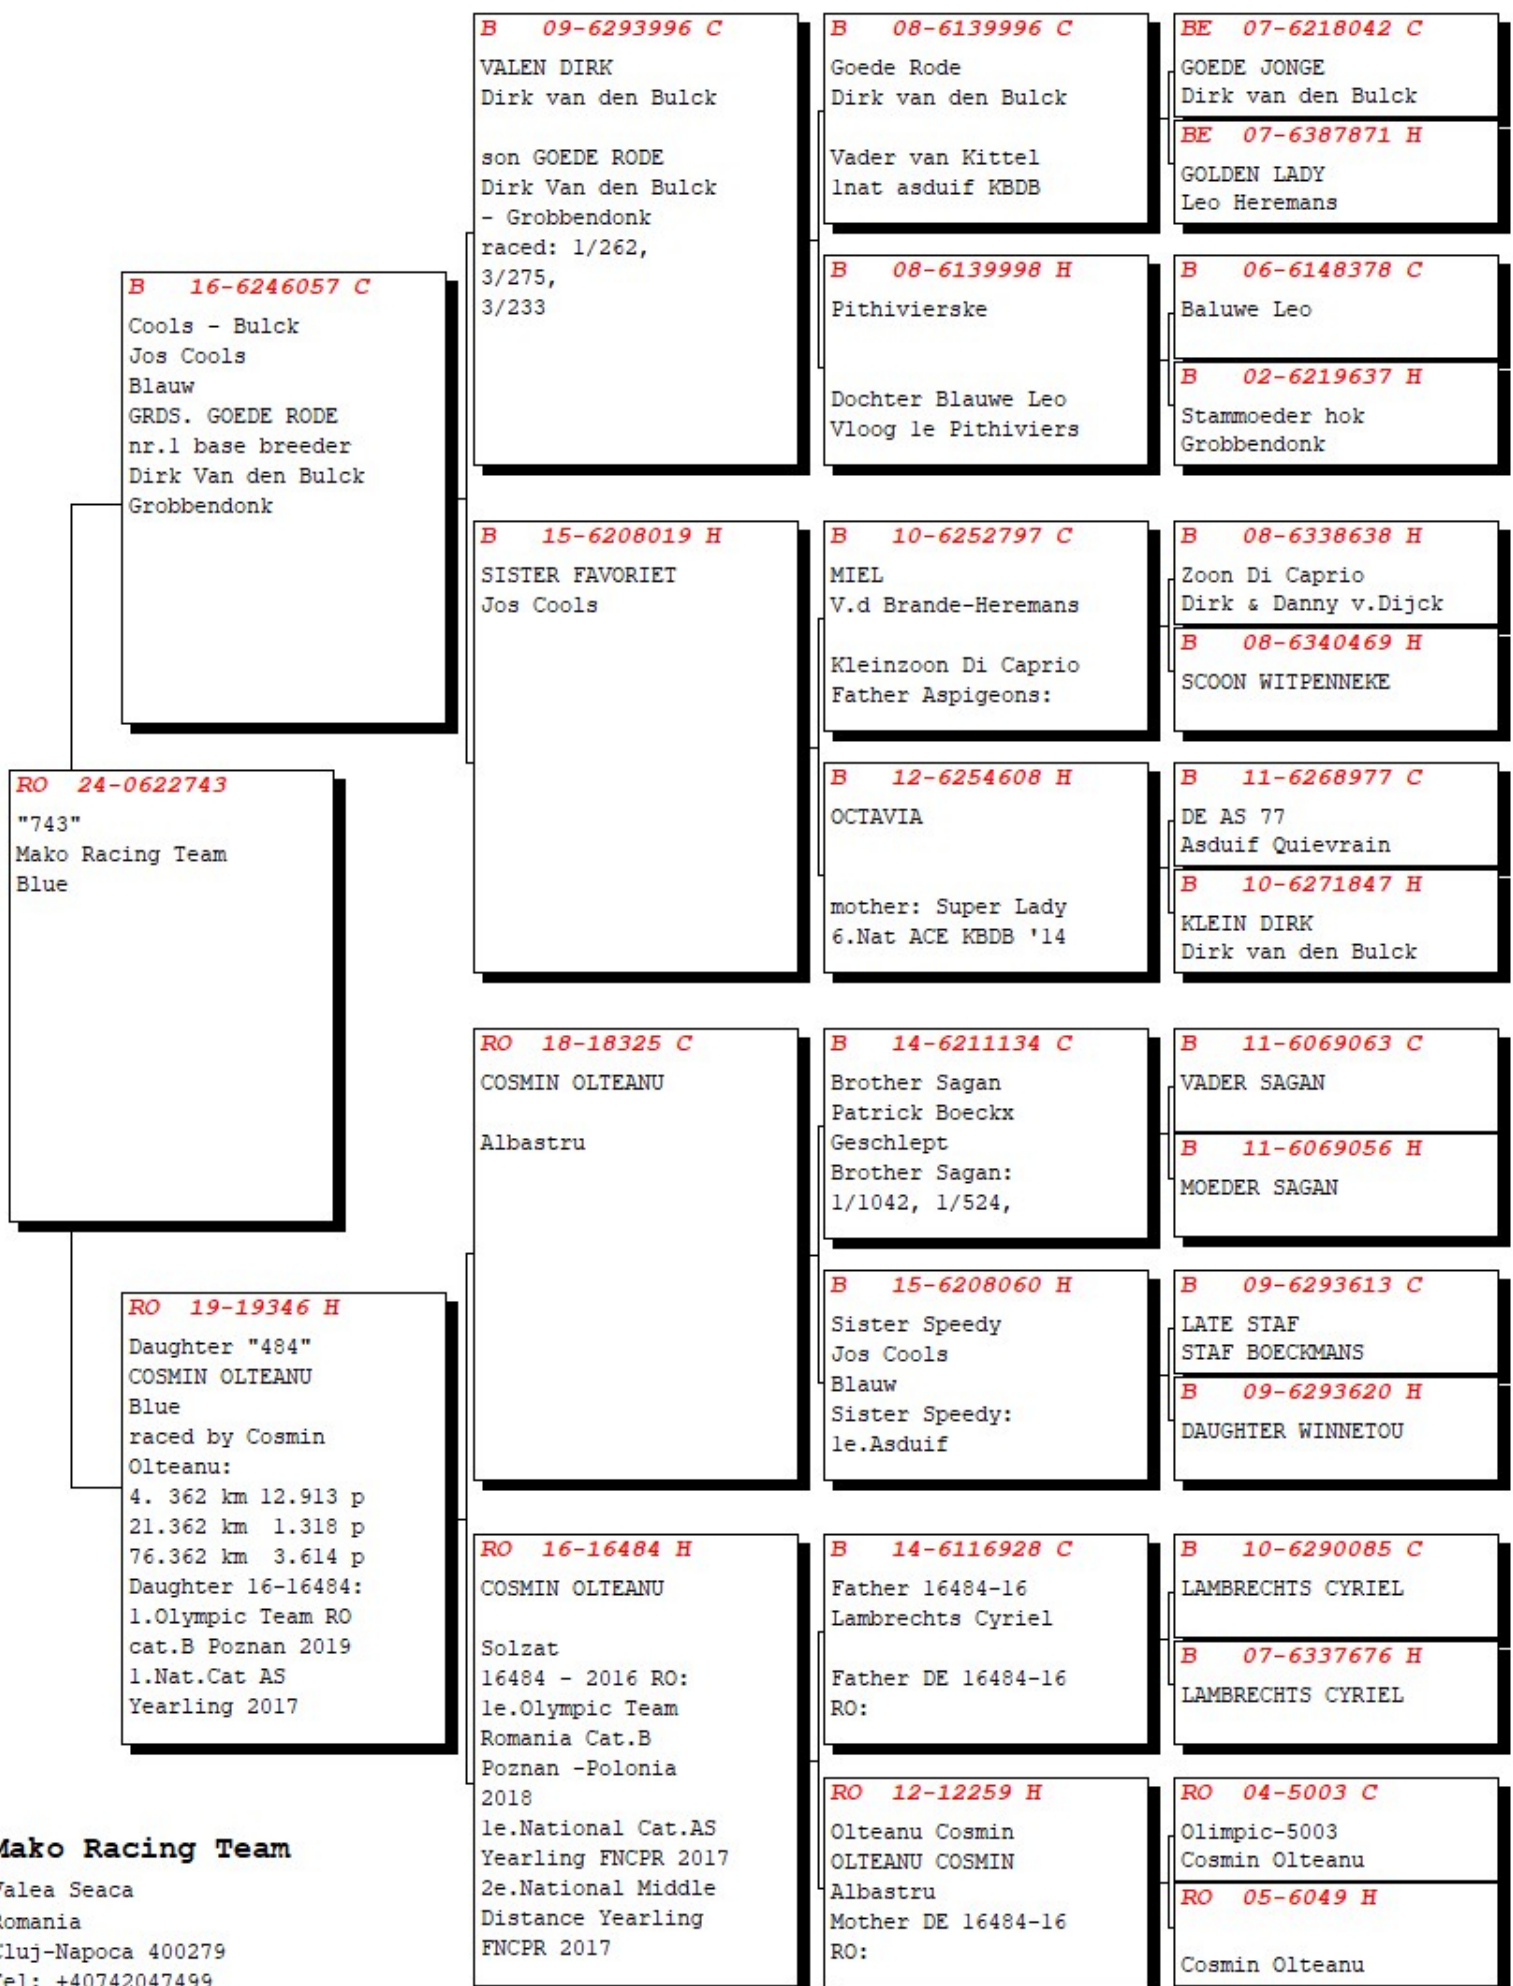 RO 24-0622743
"743"
Mako Racing Team
Blue
B 16-6246057 C
Cools - Bulck
Jos Cools
Blauw
GRDS. GOEDE RODE
nr.1 base breeder
Dirk Van den Bulck
Grobbendonk
RO 19-19346 H
Daughter "484"
COSMIN OLTEANU
Blue
raced by Cosmin
Olteanu:
4. 362 km 12.913 p
21.362 km 1.318 p
76.362 km 3.614 p
Daughter 16-16484:
1.Olympic Team RO
cat.B Poznan 2019
1.Nat.Cat AS
Yearling 2017
B 09-6293996 C
VALEN DIRK
Dirk van den Bulck
son GOEDE RODE
Dirk Van den Bulck
- Grobbendonk
raced: 1/262,
3/275,
3/233
B 15-6208019 H
SISTER FAVORIET
Jos Cools
RO 18-18325 C
COSMIN OLTEANU
Albastru
RO 16-16484 H
COSMIN OLTEANU
Solzat
16484 - 2016 RO:
1e.Olympic Team
Romania Cat.B
Poznan -Polonia
2018
1e.National Cat.AS
Yearling FNCPR 2017
2e.National Middle
Distance Yearling
FNCPR 2017
B 08-6139996 C
Goede Rode
Dirk van den Bulck
Vader van Kittel
1nat asduif KBDB
B 08-6139998 H
Pithivierske
Dochter Blauwe Leo
Vloog 1e Pithiviers
B 10-6252797 C
MIEL
V.d Brande-Heremans
Kleinzoon Di Caprio
Father Aspigeons:
B 12-6254608 H
OCTAVIA
mother: Super Lady
6.Nat ACE KBDB '14
B 14-6211134 C
Brother Sagan
Patrick Boeckx
Geschlept
Brother Sagan:
1/1042, 1/524,
B 15-6208060 H
Sister Speedy
Jos Cools
Blauw
Sister Speedy:
1e.Asduif
B 14-6116928 C
Father 16484-16
Lambrechts Cyriel
Father DE 16484-16
RO:
RO 12-12259 H
Olteanu Cosmin
OLTEANU COSMIN
Albastru
Mother DE 16484-16
RO:
BE 07-6218042 C
GOEDE JONGE
Dirk van den Bulck
BE 07-6387871 H
GOLDEN LADY
Leo Heremans
B 06-6148378 C
Baluwe Leo
B 02-6219637 H
Stammoeder hok
Grobbendonk
B 08-6338638 H
Zoon Di Caprio
Dirk & Danny v.Dijck
B 08-6340469 H
SCOON WITPENNEKE
B 11-6268977 C
DE AS 77
Asduif Quievrain
B 10-6271847 H
KLEIN DIRK
Dirk van den Bulck
B 11-6069063 C
VADER SAGAN
B 11-6069056 H
MOEDER SAGAN
B 09-6293613 C
LATE STAF
STAF BOECKMANS
B 09-6293620 H
DAUGHTER WINNETOU
B 10-6290085 C
LAMBRECHTS CYRIEL
B 07-6337676 H
LAMBRECHTS CYRIEL
RO 04-5003 C
Olimpic-5003
Cosmin Olteanu
RO 05-6049 H
Cosmin Olteanu
Mako Racing Team
Valea Seaca
Romania
Cluj-Napoca 400279
Tel: +40742047499